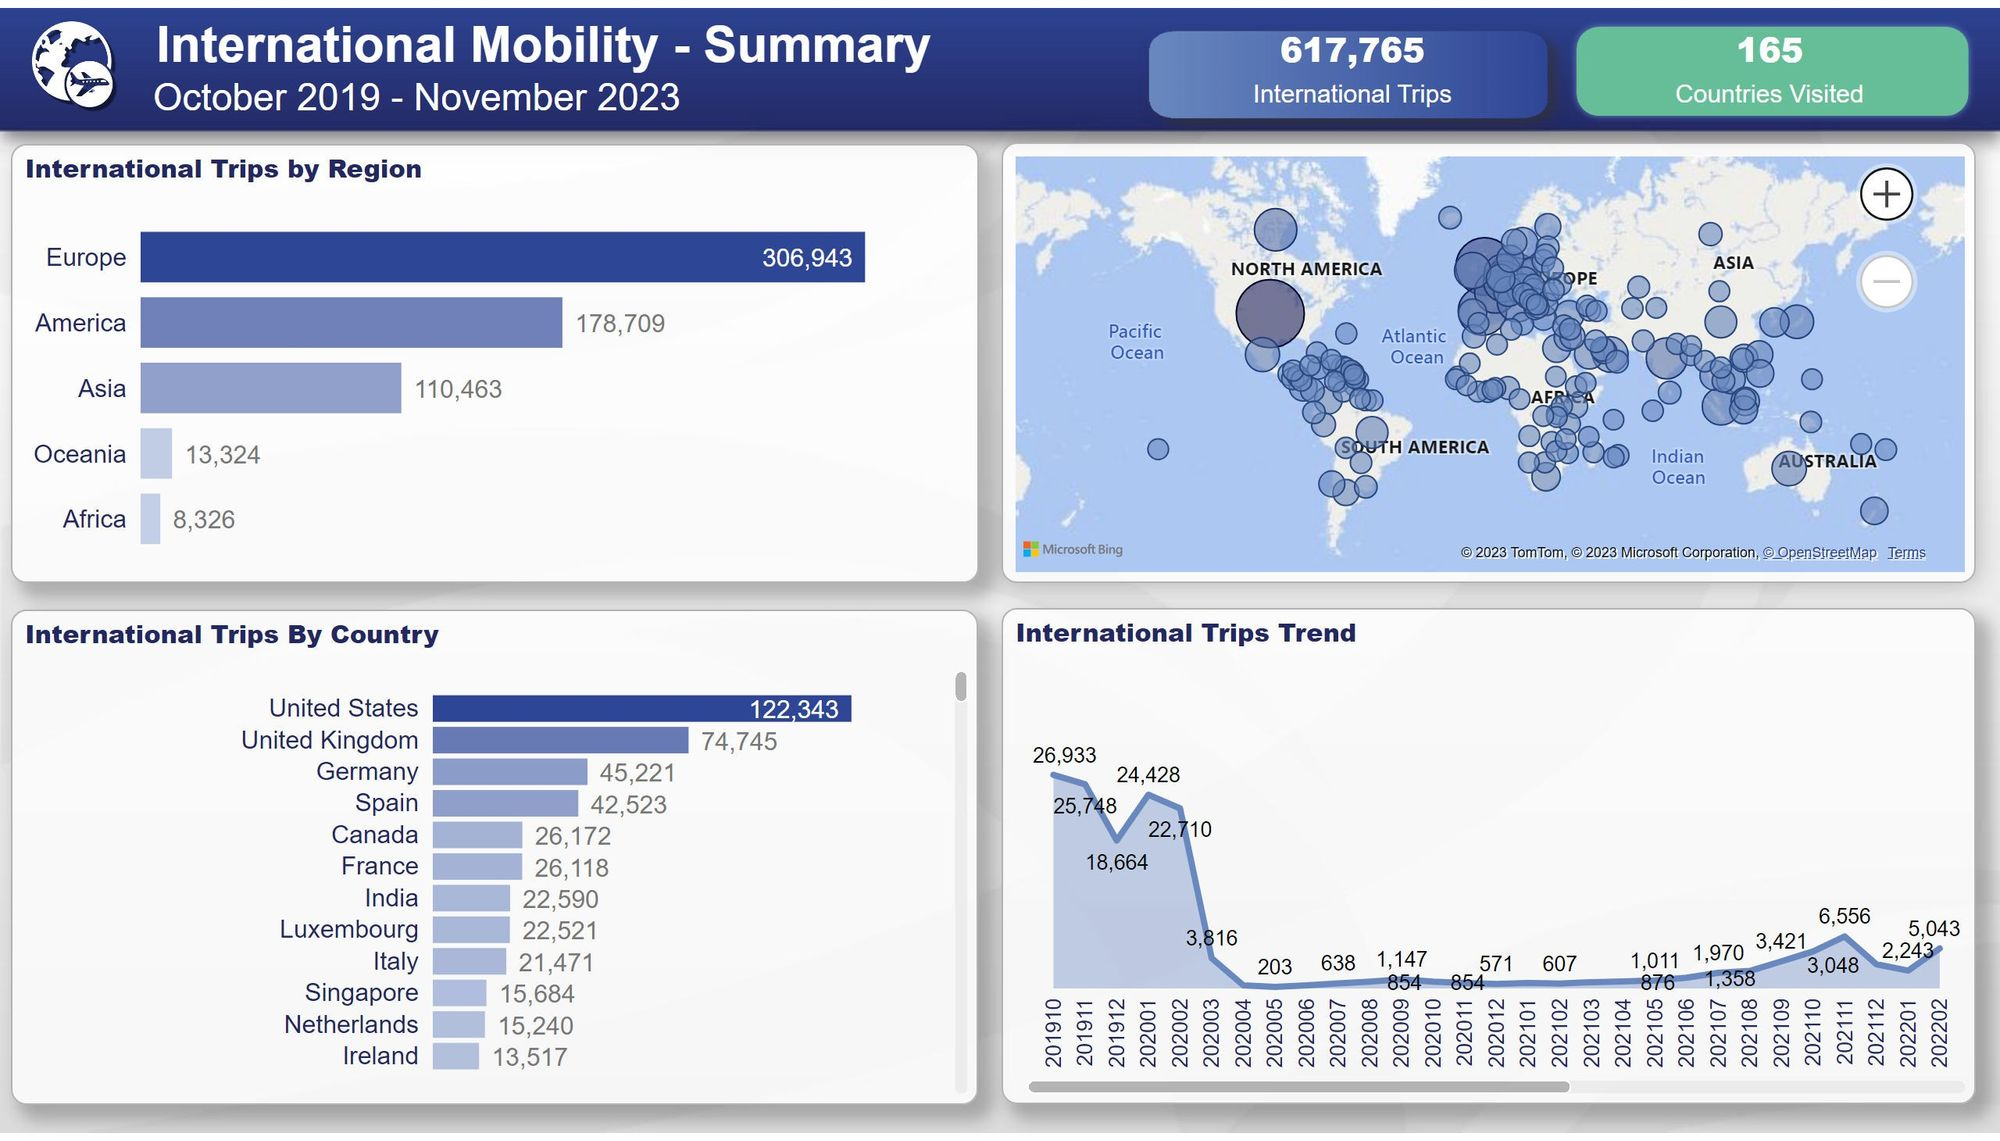 International Mobility - Summary
October 2019 - November 2023
617,765
International Trips
165
Countries Visited
International Trips by Region
Europe 306,943
America 178,709
Asia 110,463
Oceania 13,324
Africa 8,326
NORTH AMERICA
OPE
ASIA
Pacific
Ocean
Atlantic
Ocean
AFRICA
SOUTH AMERICA
Indian
Ocean
AUSTRALIA
Microsoft Bing
© 2023 TomTom, © 2023 Microsoft Corporation, © OpenStreetMap Terms
International Trips By Country
United States 122,343
United Kingdom 74,745
Germany 45,221
Spain 42,523
Canada 26,172
France 26,118
India 22,590
Luxembourg 22,521
Italy 21,471
Singapore 15,684
Netherlands 15,240
Ireland 13,517
International Trips Trend
26,933
25,748
18,664
24,428
22,710
3,816
203
638
1,147
854
854
571
607
1,011
876
1,970
1,358
3,421
3,048
6,556
2,243
5,043
201910
201911
201912
202001
202002
202003
202004
202005
202006
202007
202008
202009
202010
202011
202012
202101
202102
202103
202104
202105
202106
202107
202108
202109
202110
202111
202112
202201
202202